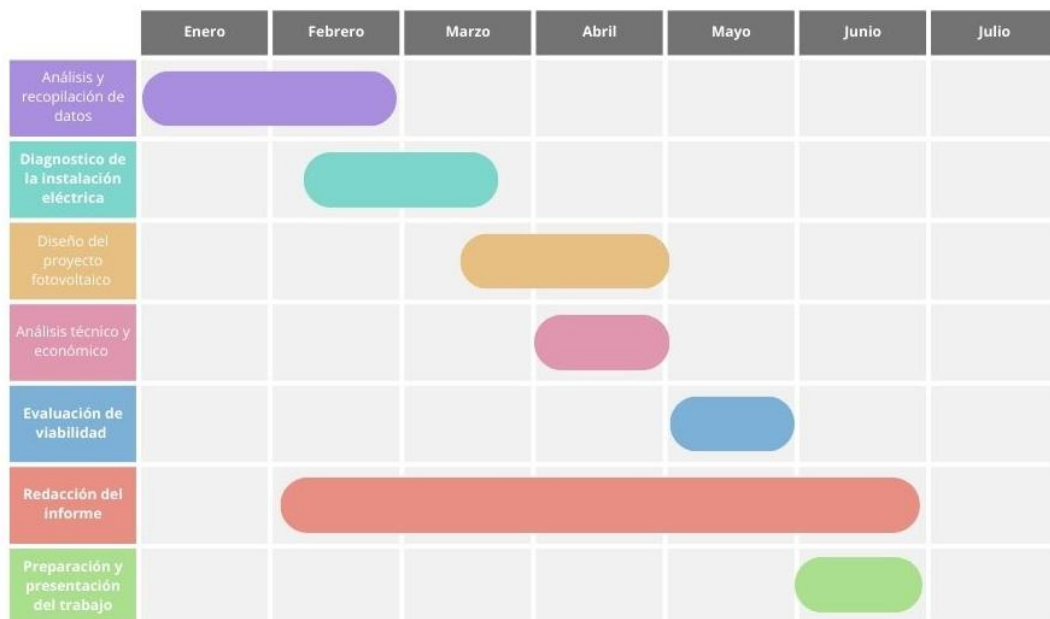 Enero Febrero Marzo Abril Mayo Junio Julio
Análisis y
recopilación de
datos
Diagnostico de
la instalación
eléctrica
Diseño del
proyecto
fotovoltaico
Análisis técnico y
económico
Evaluación de
viabilidad
Redacción del
informe
Preparación y
presentación
del trabajo